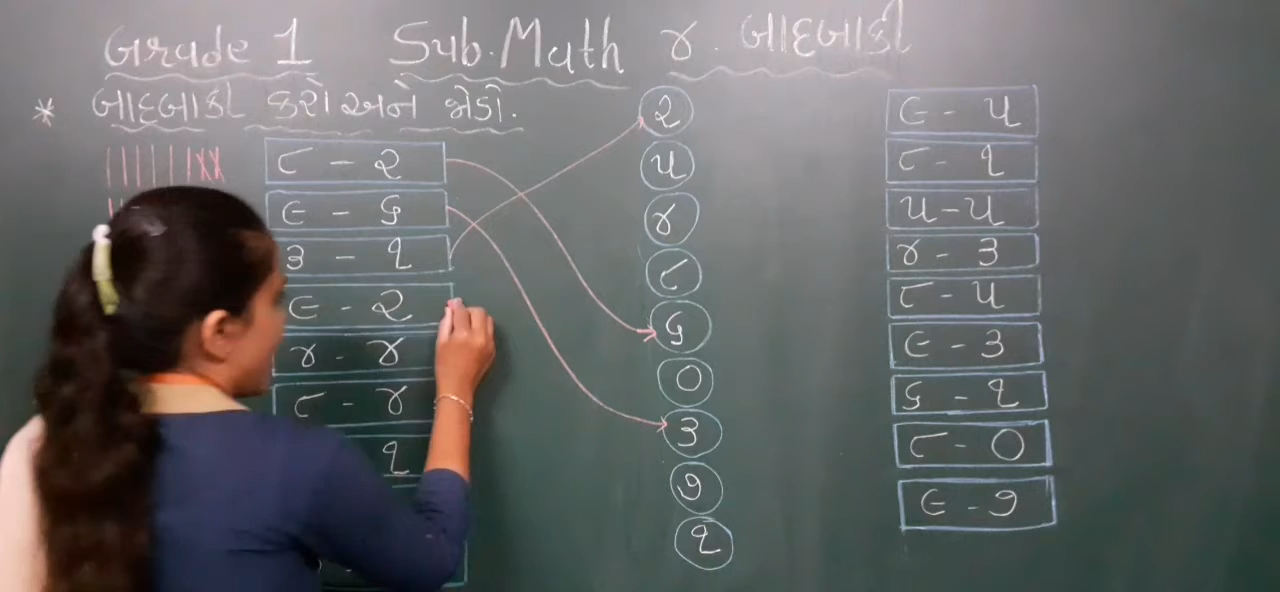 Grade 1 Sub. Math ૪. બાદબાકી
* બાદબાકી કરો અને જોડો.
૮ - ૨
૯ - ૬
૩ - ૧
૯ - ૨
૪ - ૪
૮ - ૪
૧
૨
૫
૪
૮
૬
૦
૩
૭
૧
૯ - ૫
૮ - ૧
૫ - ૫
૪ - ૩
૮ - ૫
૯ - ૩
૬ - ૧
૮ - ૦
૯ - ૭